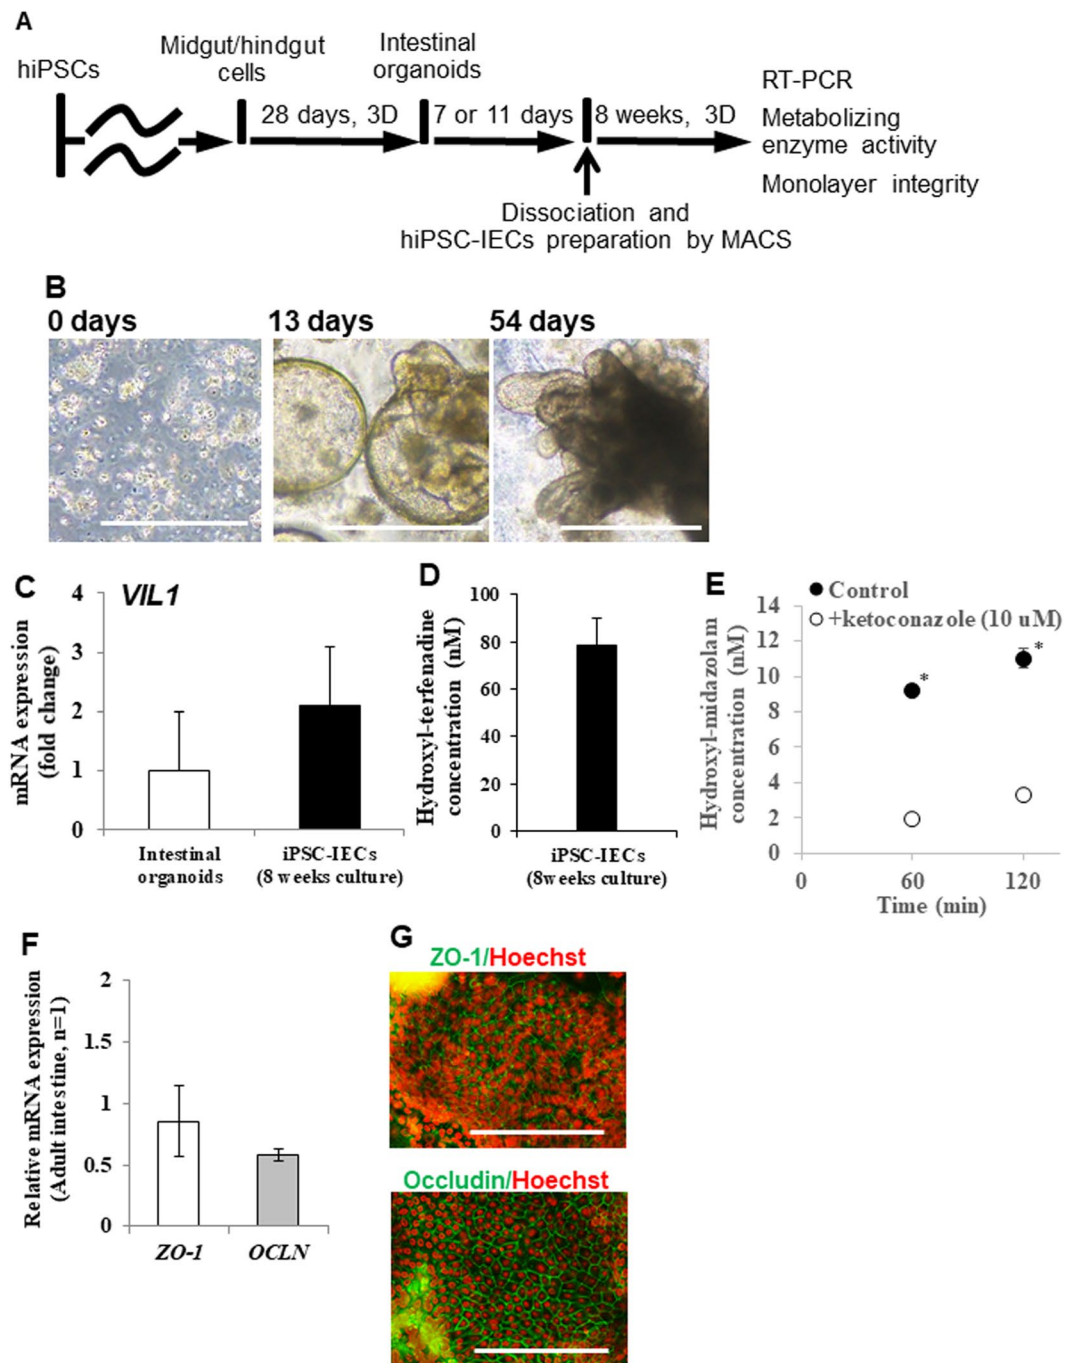 A
hiPSCs
Midgut/hindgut
cells
Intestinal
organoids
28 days, 3D
7 or 11 days
8 weeks, 3D
RT-PCR
Metabolizing
enzyme activity
Monolayer integrity
Dissociation and
hiPSC-IECs preparation by MACS
B
0 days
13 days
54 days
C
VIL1
mRNA expression
(fold change)
4
3
2
1
0
Intestinal
organoids
iPSC-IECs
(8 weeks culture)
D
Hydroxyl-terfenadine
concentration (nM)
100
80
60
40
20
0
iPSC-IECs
(8weeks culture)
E
Control
+ketoconazole (10 uM)
Hydroxyl-midazolam
concentration (nM)
14
12
10
8
6
4
2
0
*
*
0
60
120
Time (min)
F
Relative mRNA expression
(Adult intestine, n=1)
2
1.5
1
0.5
0
ZO-1
OCLN
G
ZO-1/Hoechst
Occludin/Hoechst